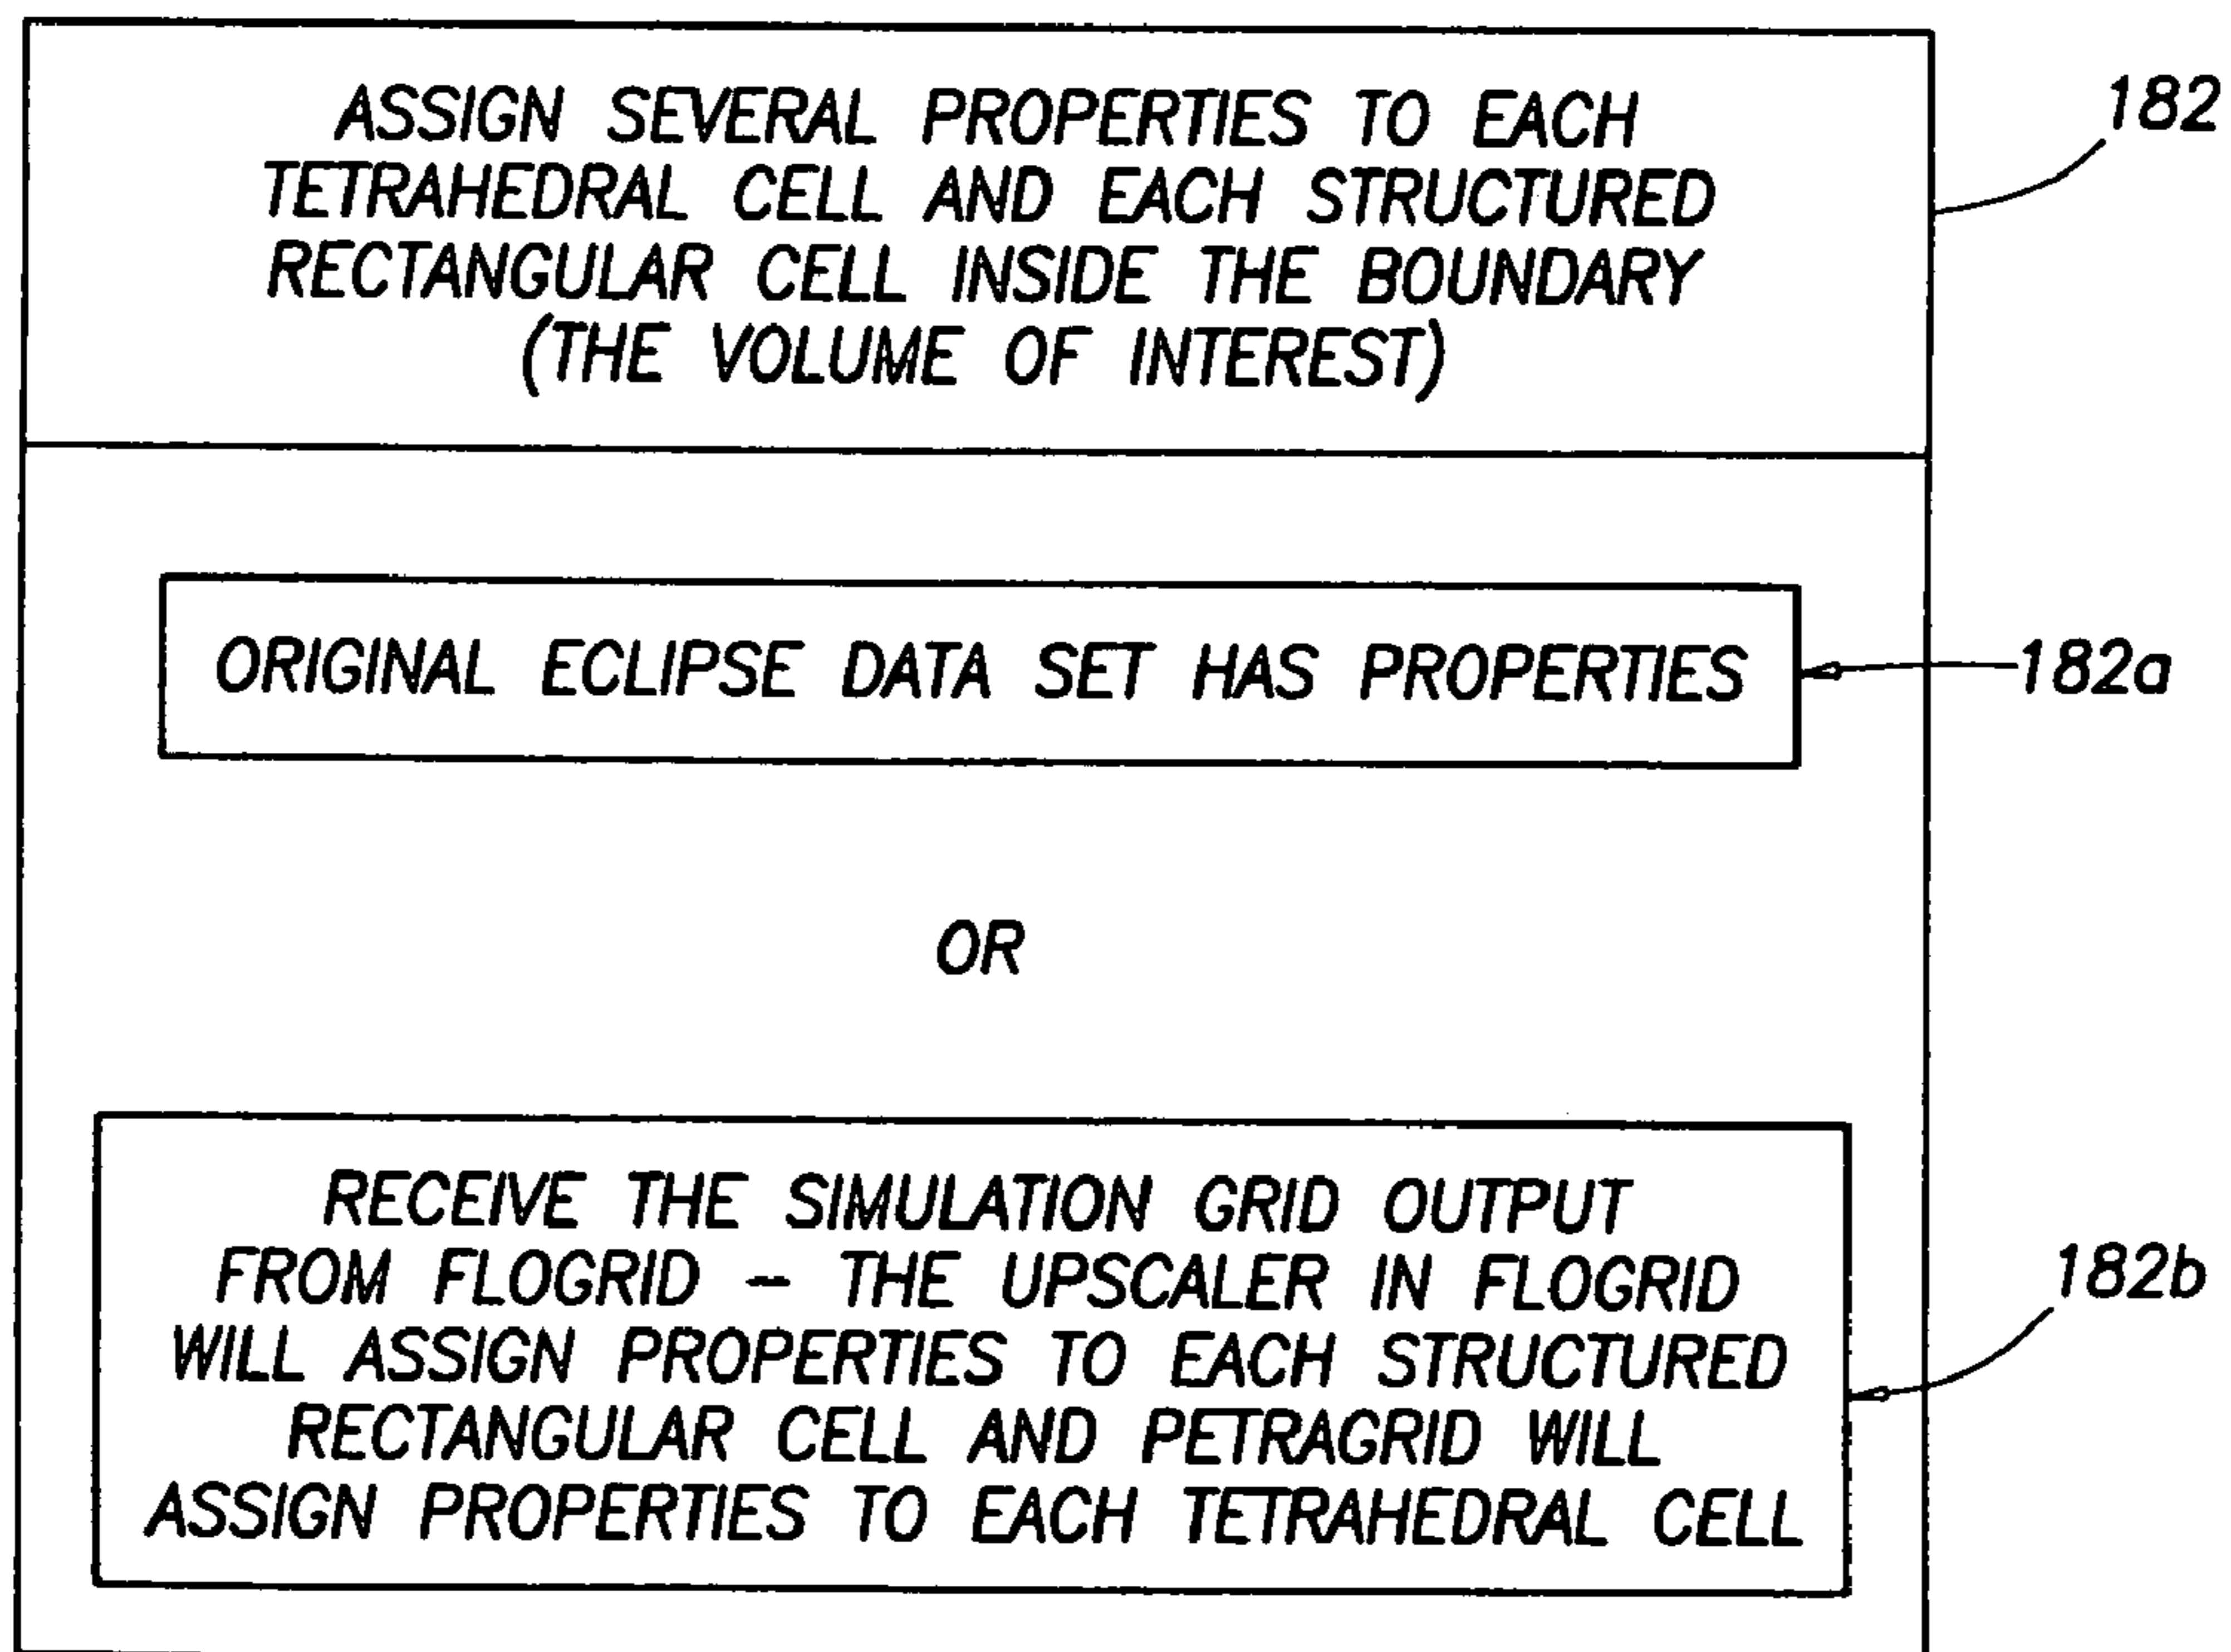 ASSIGN SEVERAL PROPERTIES TO EACH
TETRAHEDRAL CELL AND EACH STRUCTURED
RECTANGULAR CELL INSIDE THE BOUNDARY
(THE VOLUME OF INTEREST)
182
ORIGINAL ECLIPSE DATA SET HAS PROPERTIES
182a
OR
RECEIVE THE SIMULATION GRID OUTPUT
FROM FLOGRID – THE UPSCALER IN FLOGRID
WILL ASSIGN PROPERTIES TO EACH STRUCTURED
RECTANGULAR CELL AND PETRAGRID WILL
ASSIGN PROPERTIES TO EACH TETRAHEDRAL CELL
182b